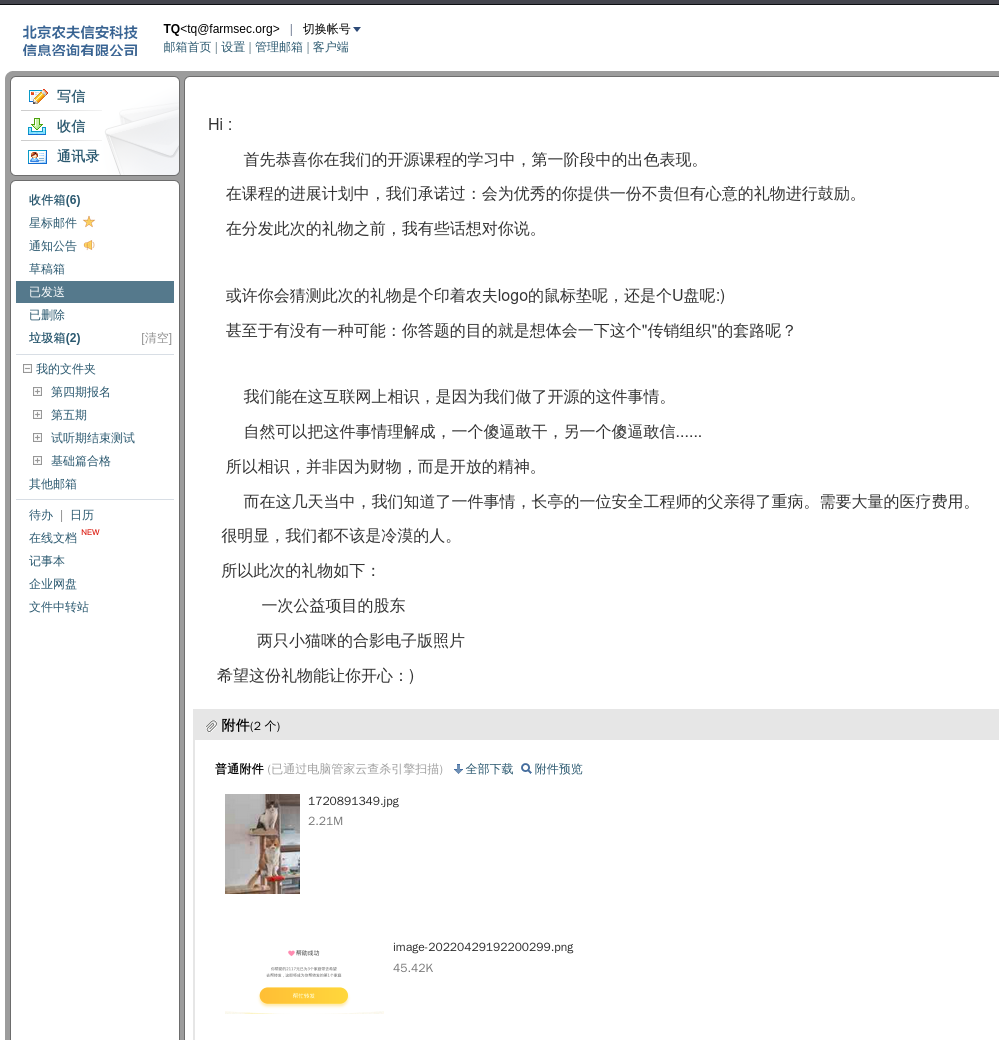 北京农夫信安科技
信息咨询有限公司
TQ<tq@farmsec.org> | 切换帐号
邮箱首页 | 设置 | 管理邮箱 | 客户端
写信
收信
通讯录
收件箱(6)
星标邮件
通知公告
草稿箱
已发送
已删除
垃圾箱(2) [清空]
我的文件夹
第四期报名
第五期
试听期结束测试
基础篇合格
其他邮箱
待办 | 日历
在线文档 NEW
记事本
企业网盘
文件中转站
Hi :
首先恭喜你在我们的开源课程的学习中，第一阶段中的出色表现。
在课程的进展计划中，我们承诺过：会为优秀的你提供一份不贵但有心意的礼物进行鼓励。
在分发此次的礼物之前，我有些话想对你说。
或许你会猜测此次的礼物是个印着农夫logo的鼠标垫呢，还是个U盘呢:)
甚至于有没有一种可能：你答题的目的就是想体会一下这个"传销组织"的套路呢？
我们能在这互联网上相识，是因为我们做了开源的这件事情。
自然可以把这件事情理解成，一个傻逼敢干，另一个傻逼敢信......
所以相识，并非因为财物，而是开放的精神。
而在这几天当中，我们知道了一件事情，长亭的一位安全工程师的父亲得了重病。需要大量的医疗费用。
很明显，我们都不该是冷漠的人。
所以此次的礼物如下：
一次公益项目的股东
两只小猫咪的合影电子版照片
希望这份礼物能让你开心：)
附件(2 个)
普通附件 (已通过电脑管家云查杀引擎扫描) 全部下载 附件预览
1720891349.jpg
2.21M
image-20220429192200299.png
45.42K
帮助成功